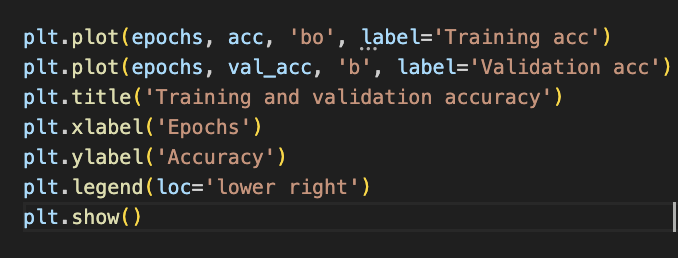 plt.plot(epochs, acc, 'bo', label='Training acc')
plt.plot(epochs, val_acc, 'b', label='Validation acc')
plt.title('Training and validation accuracy')
plt.xlabel('Epochs')
plt.ylabel('Accuracy')
plt.legend(loc='lower right')
plt.show()